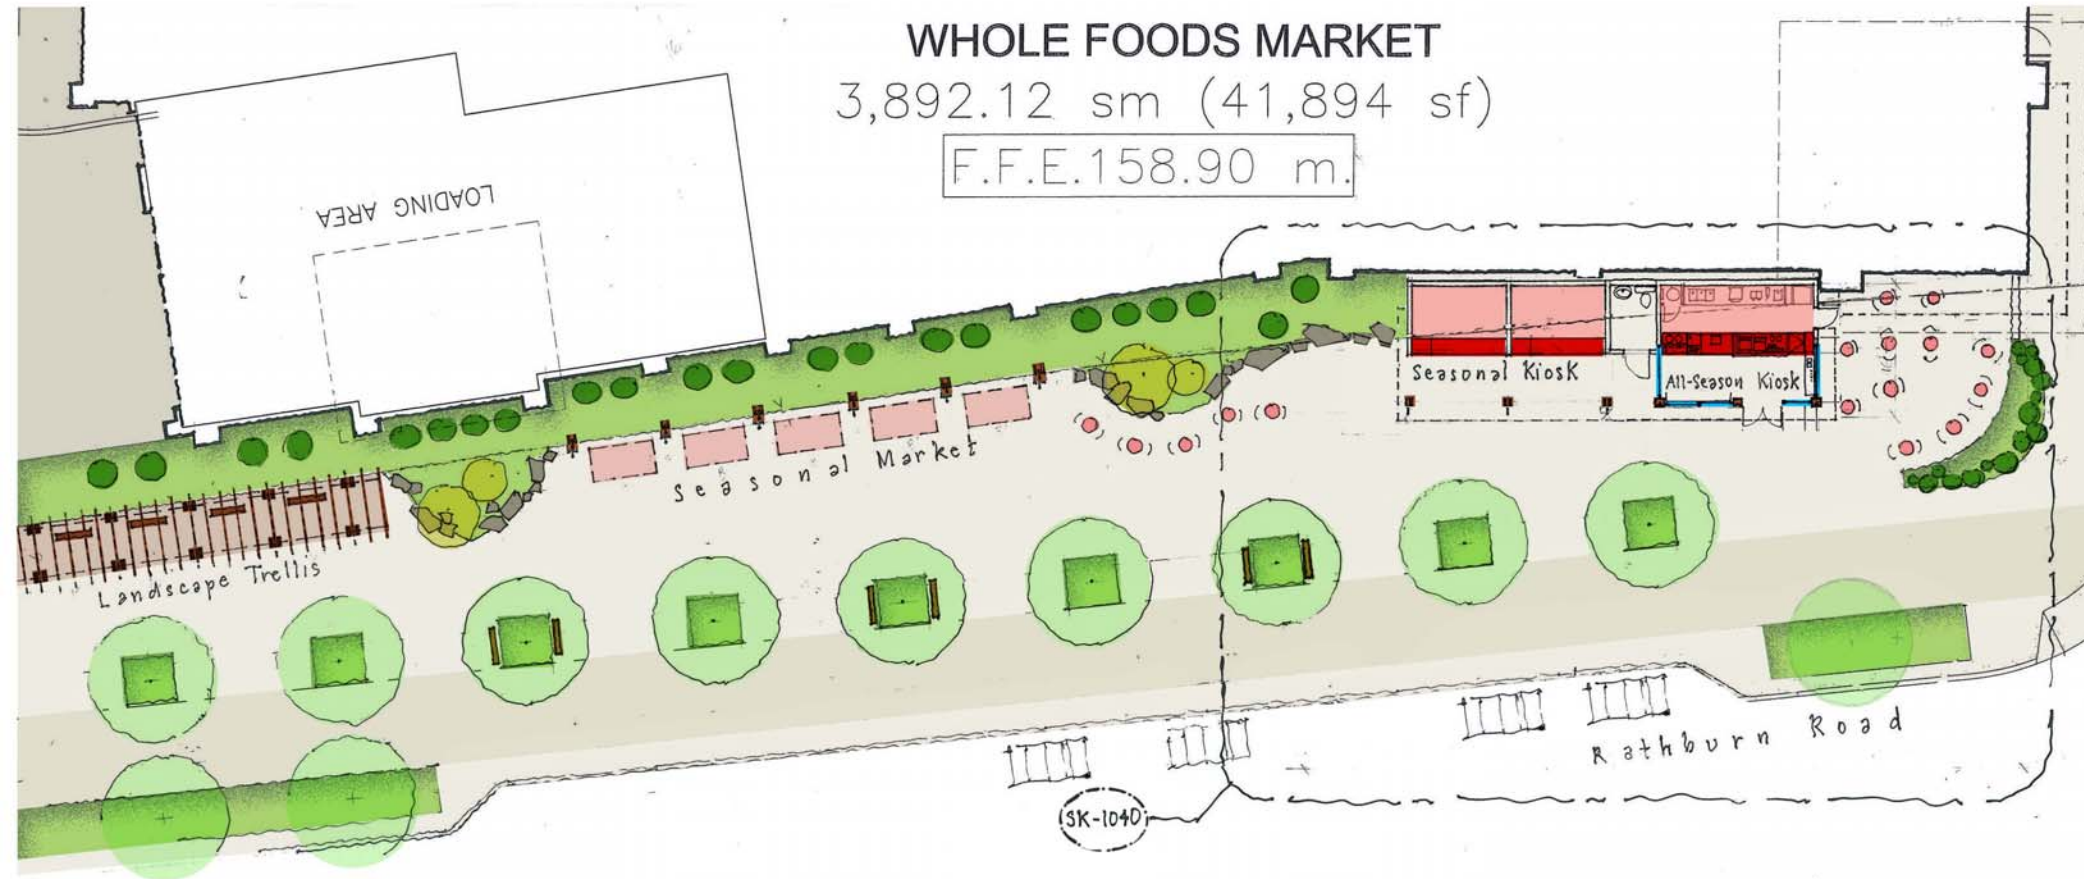 WHOLE FOODS MARKET
3,892.12 sm (41,894 sf)
F.F.E.158.90 m.
LOADING AREA
Seasonal Kiosk
All-Season Kiosk
Seasonal Market
Landscape Trellis
Rathburn Road
SK-1040